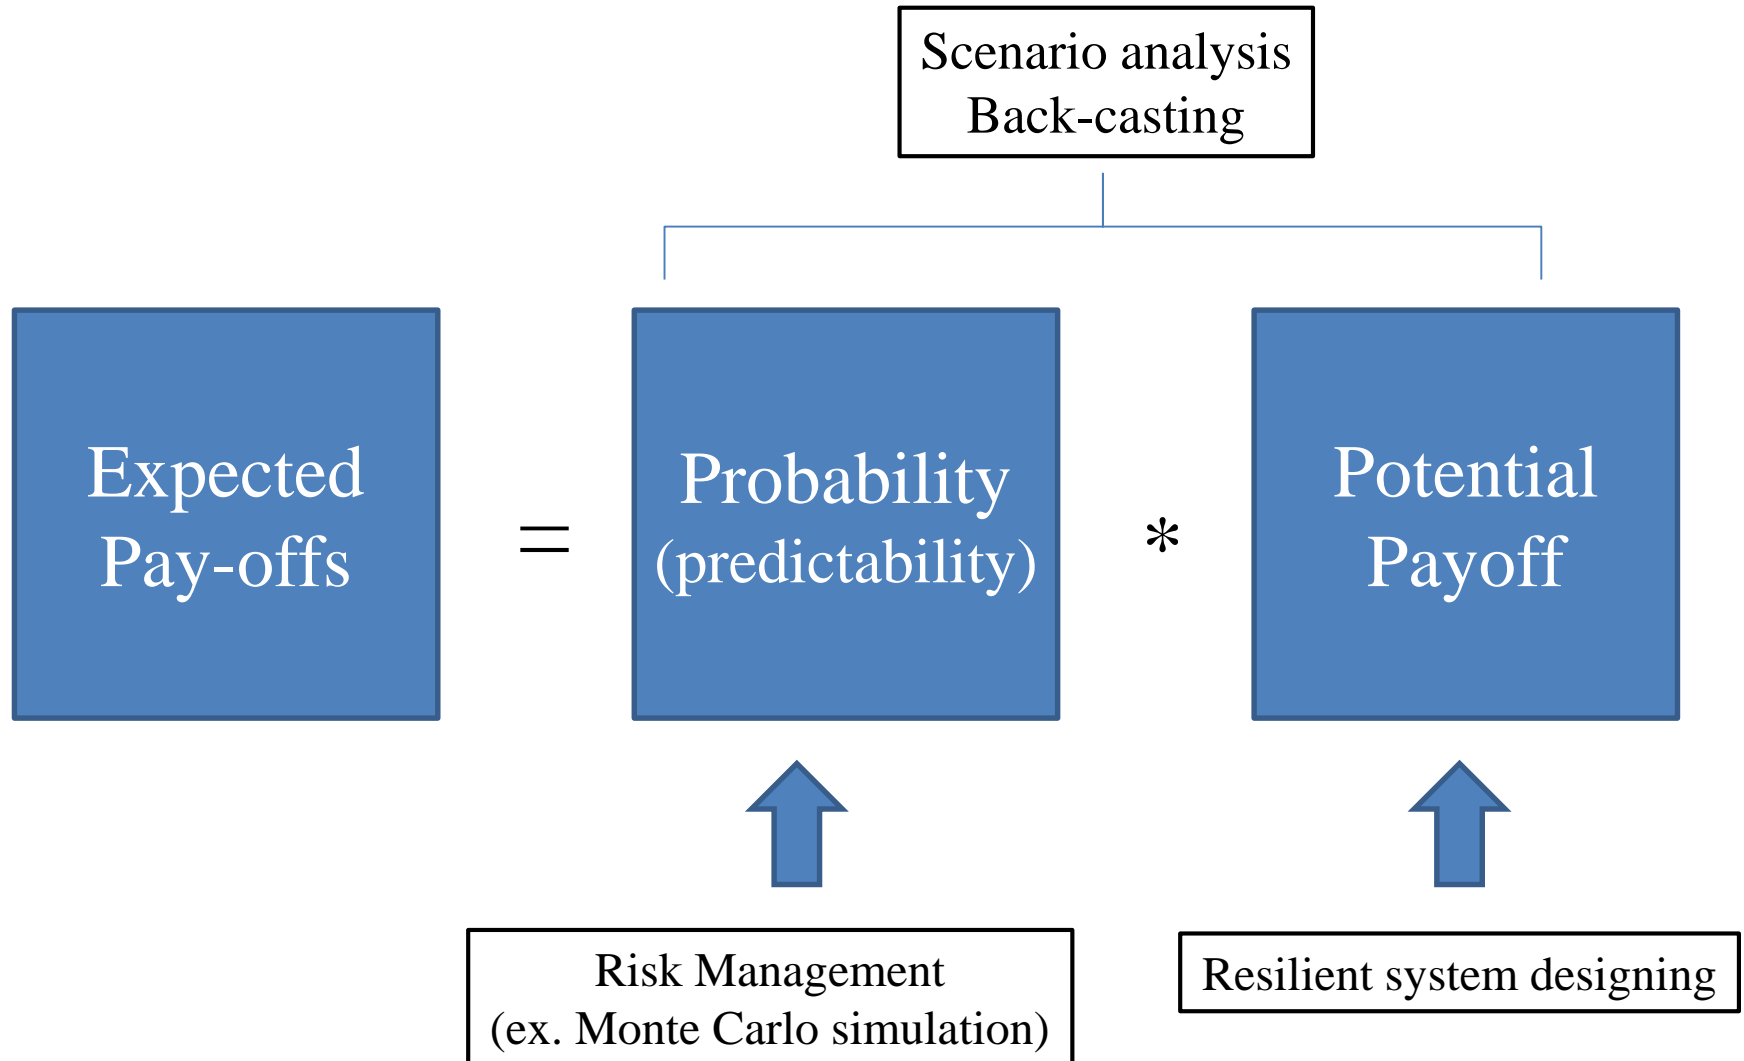 Scenario analysis
Back-casting
Expected
Pay-offs
=
Probability
(predictability)
*
Potential
Payoff
Risk Management
(ex. Monte Carlo simulation)
Resilient system designing